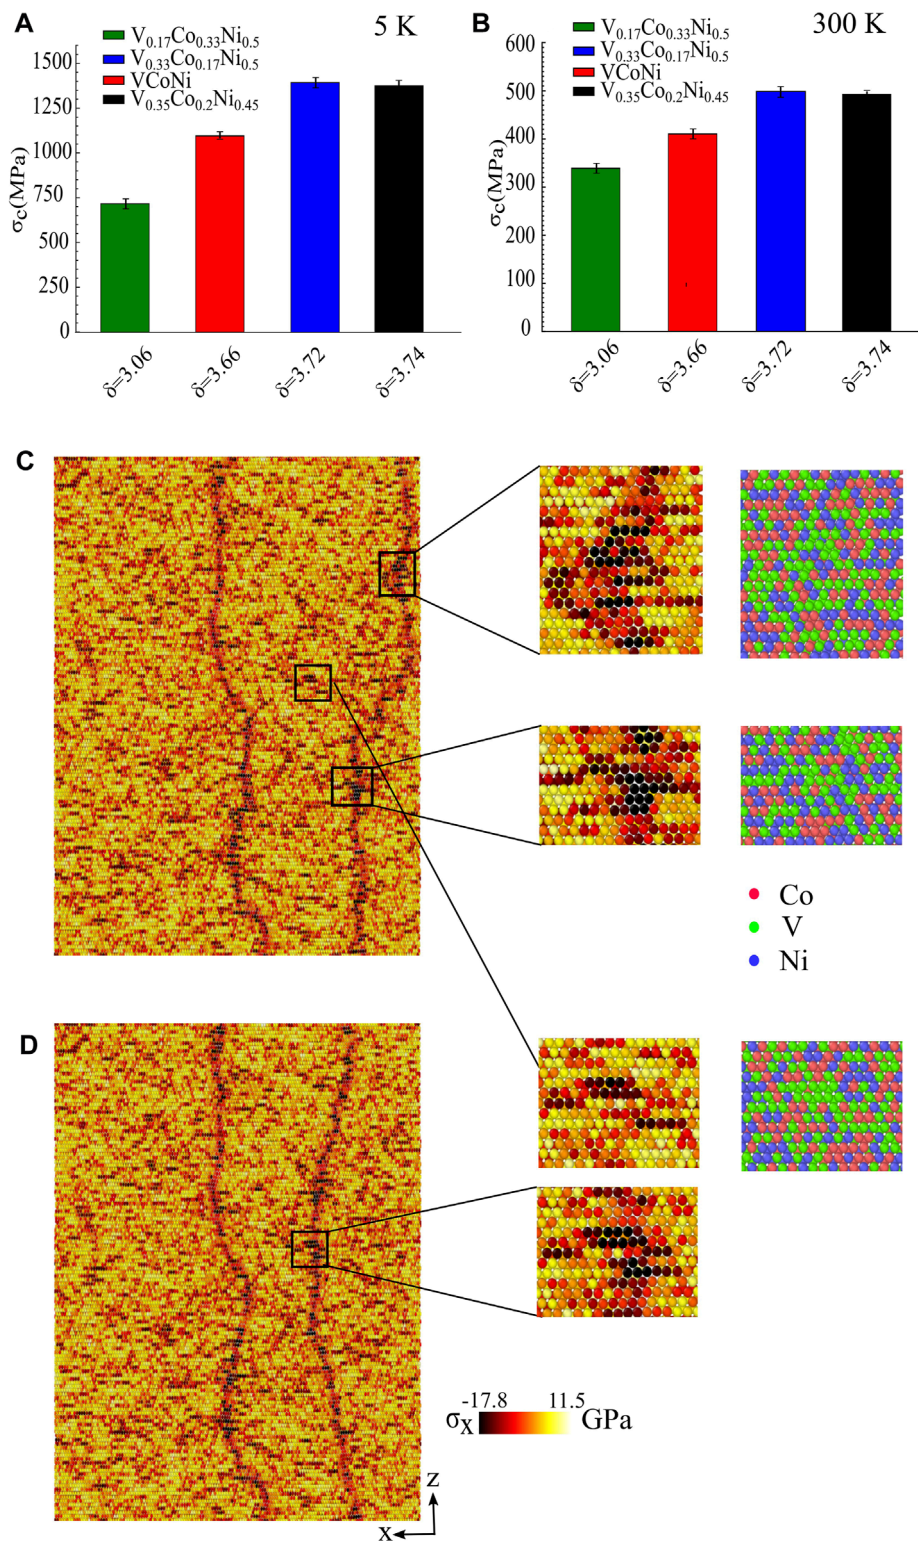 A
5 K
V0.17Co0.33Ni0.5
V0.33Co0.17Ni0.5
VCoNi
V0.35Co0.2Ni0.45
1500
1250
1000
750
500
250
0
σc(MPa)
δ=3.06
δ=3.66
δ=3.72
δ=3.74
B
300 K
V0.17Co0.33Ni0.5
V0.33Co0.17Ni0.5
VCoNi
V0.35Co0.2Ni0.45
600
500
400
300
200
100
0
σc(MPa)
δ=3.06
δ=3.66
δ=3.72
δ=3.74
C
Co
V
Ni
D
-17.8 11.5
σx GPa
z
x